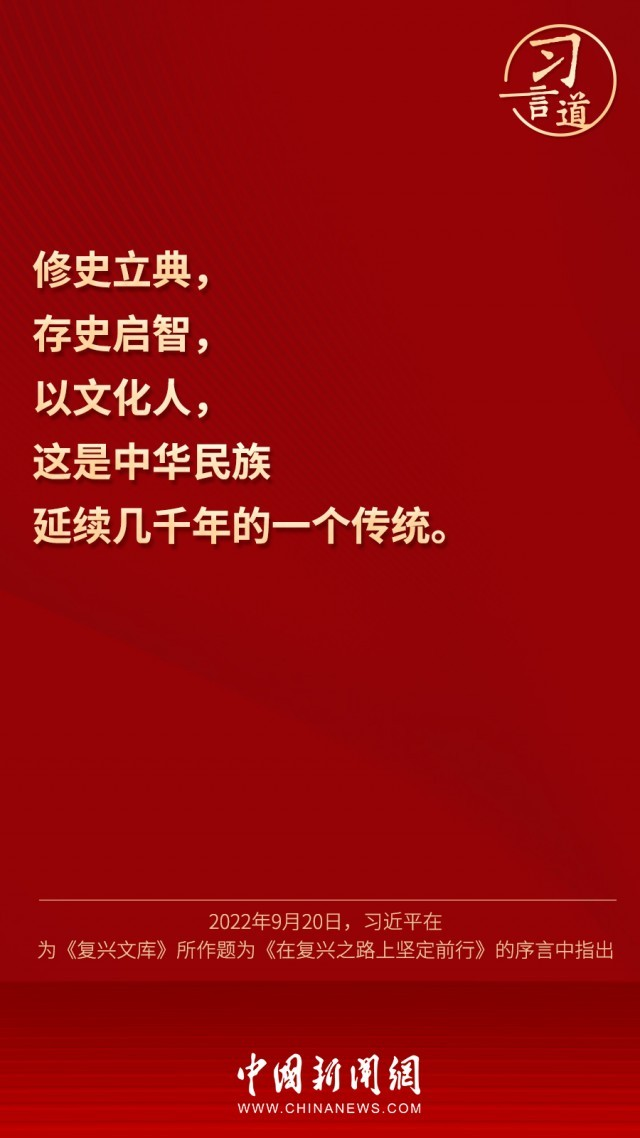 习
言道
修史立典，
存史启智，
以文化人，
这是中华民族
延续几千年的一个传统。
2022年9月20日，习近平在
为《复兴文库》所作题为《在复兴之路上坚定前行》的序言中指出
中國新聞網
WWW.CHINANEWS.COM